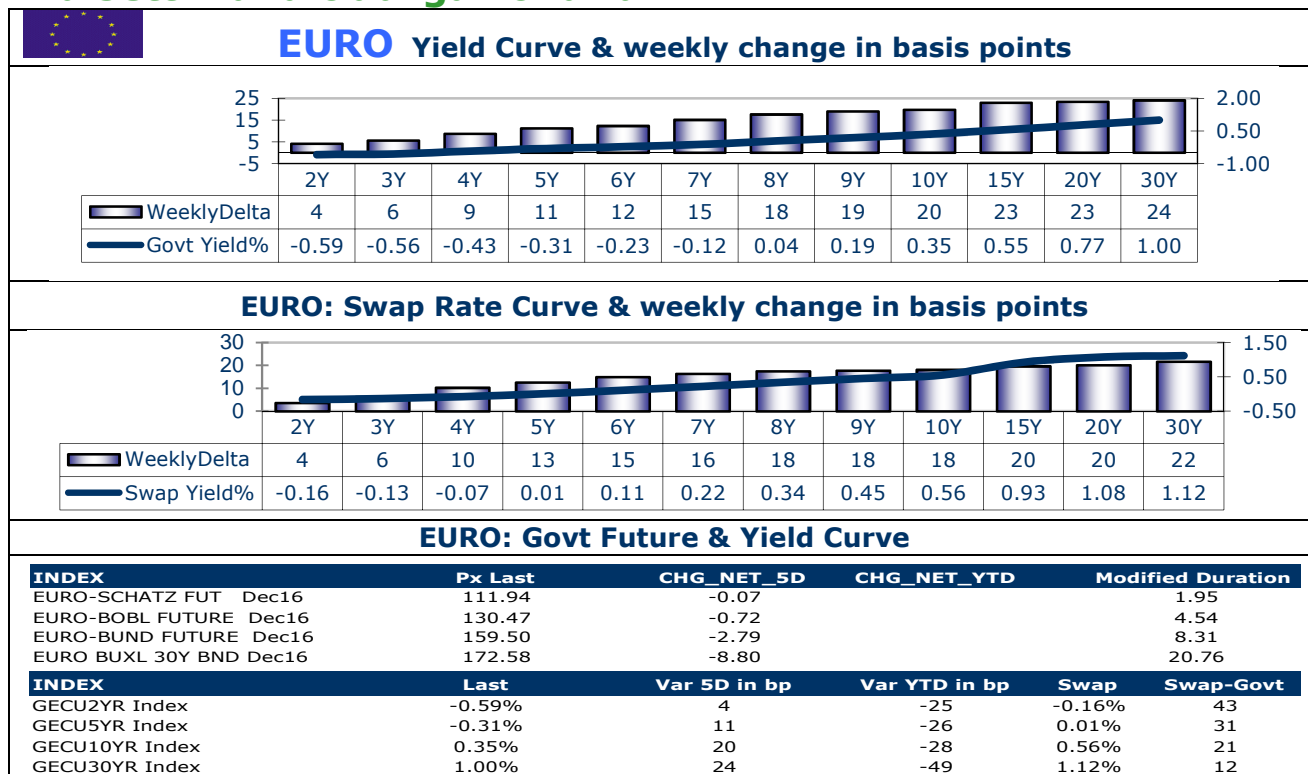 EURO Yield Curve & weekly change in basis points
25 2.00
15 0.50
5
-5 -1.00
2Y 3Y 4Y 5Y 6Y 7Y 8Y 9Y 10Y 15Y 20Y 30Y
WeeklyDelta 4 6 9 11 12 15 18 19 20 23 23 24
Govt Yield% -0.59 -0.56 -0.43 -0.31 -0.23 -0.12 0.04 0.19 0.35 0.55 0.77 1.00
EURO: Swap Rate Curve & weekly change in basis points
30 1.50
20 0.50
10
0 -0.50
2Y 3Y 4Y 5Y 6Y 7Y 8Y 9Y 10Y 15Y 20Y 30Y
WeeklyDelta 4 6 10 13 15 16 18 18 18 20 20 22
Swap Yield% -0.16 -0.13 -0.07 0.01 0.11 0.22 0.34 0.45 0.56 0.93 1.08 1.12
EURO: Govt Future & Yield Curve
INDEX Px Last CHG_NET_5D CHG_NET_YTD Modified Duration
EURO-SCHATZ FUT Dec16 111.94 -0.07 1.95
EURO-BOBL FUTURE Dec16 130.47 -0.72 4.54
EURO-BUND FUTURE Dec16 159.50 -2.79 8.31
EURO BUXL 30Y BND Dec16 172.58 -8.80 20.76
INDEX Last Var 5D in bp Var YTD in bp Swap Swap-Govt
GECU2YR Index -0.59% 4 -25 -0.16% 43
GECU5YR Index -0.31% 11 -26 0.01% 31
GECU10YR Index 0.35% 20 -28 0.56% 21
GECU30YR Index 1.00% 24 -49 1.12% 12